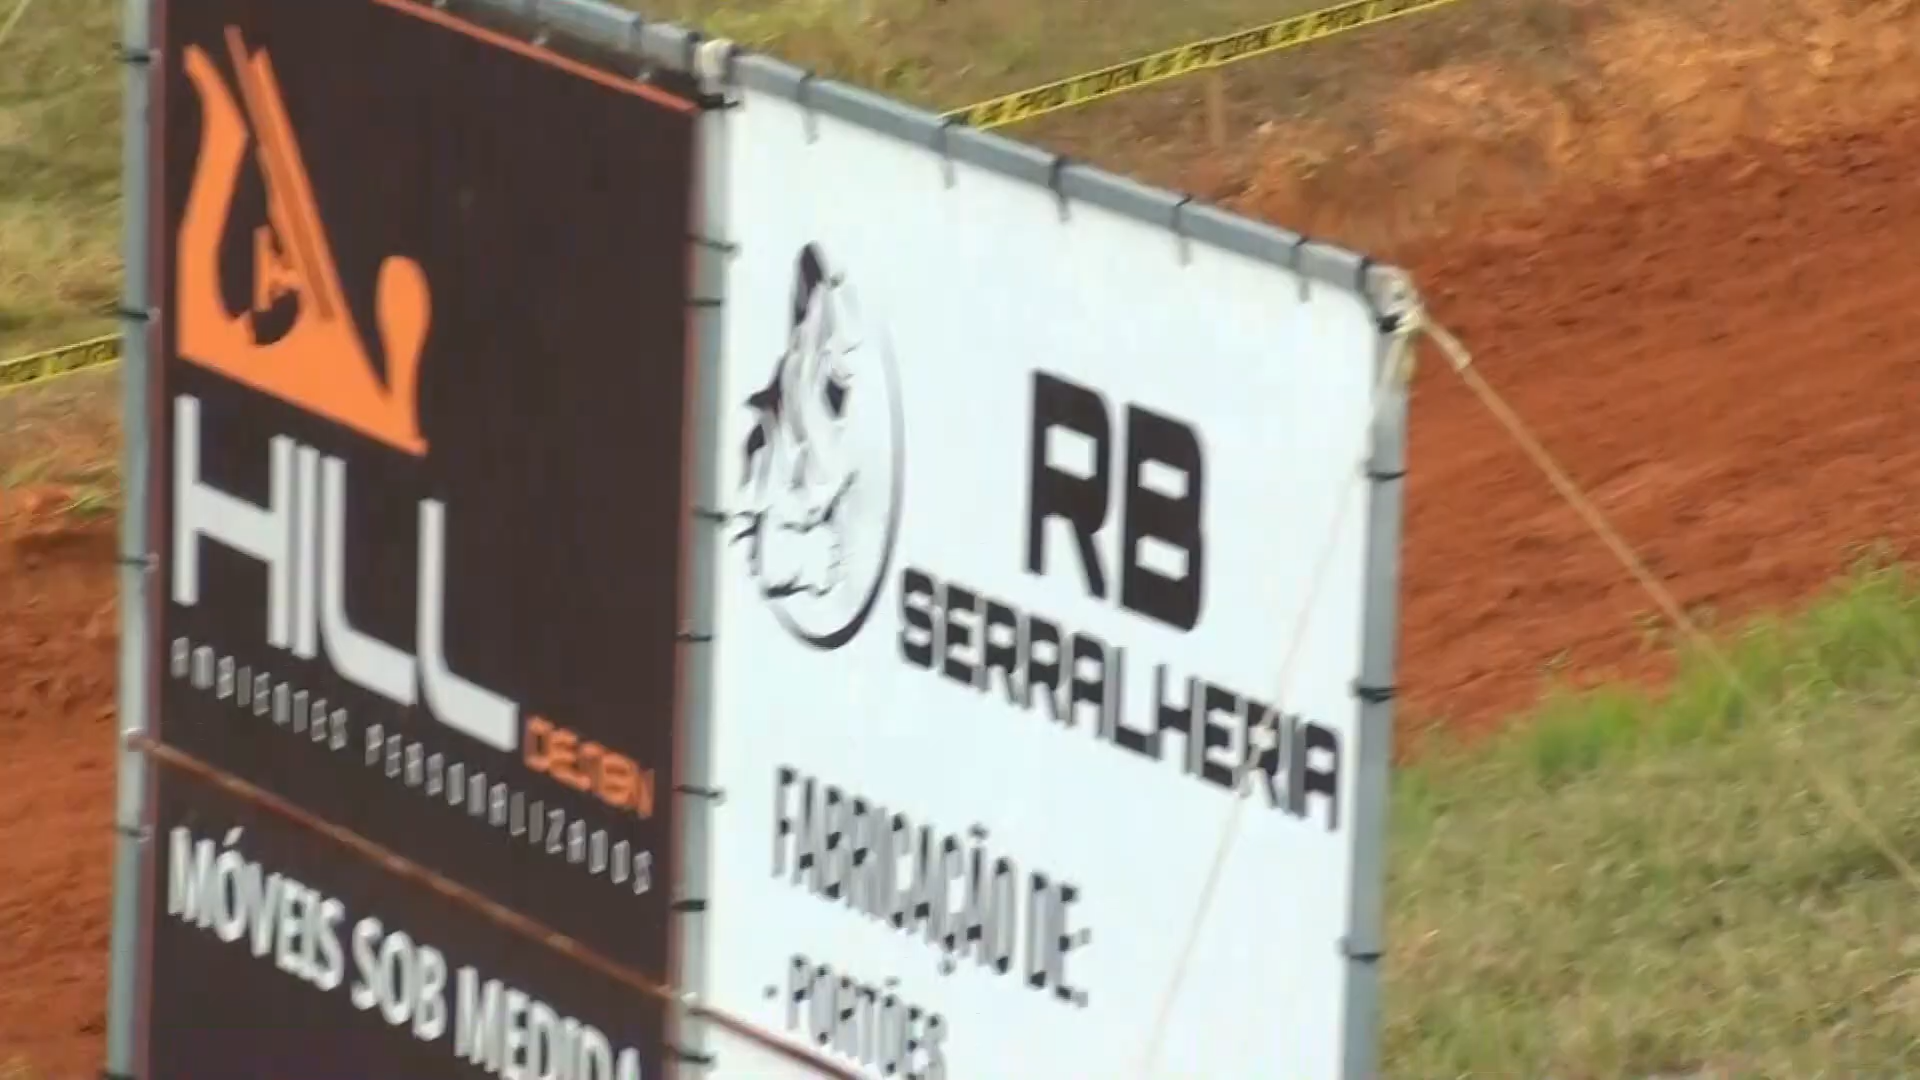 HILL
DESIGN
AMBIENTES PERSONALIZADOS
MÓVEIS SOB MEDIDA
RB
SERRALHERIA
FABRICAÇÃO DE:
- PORTÕES